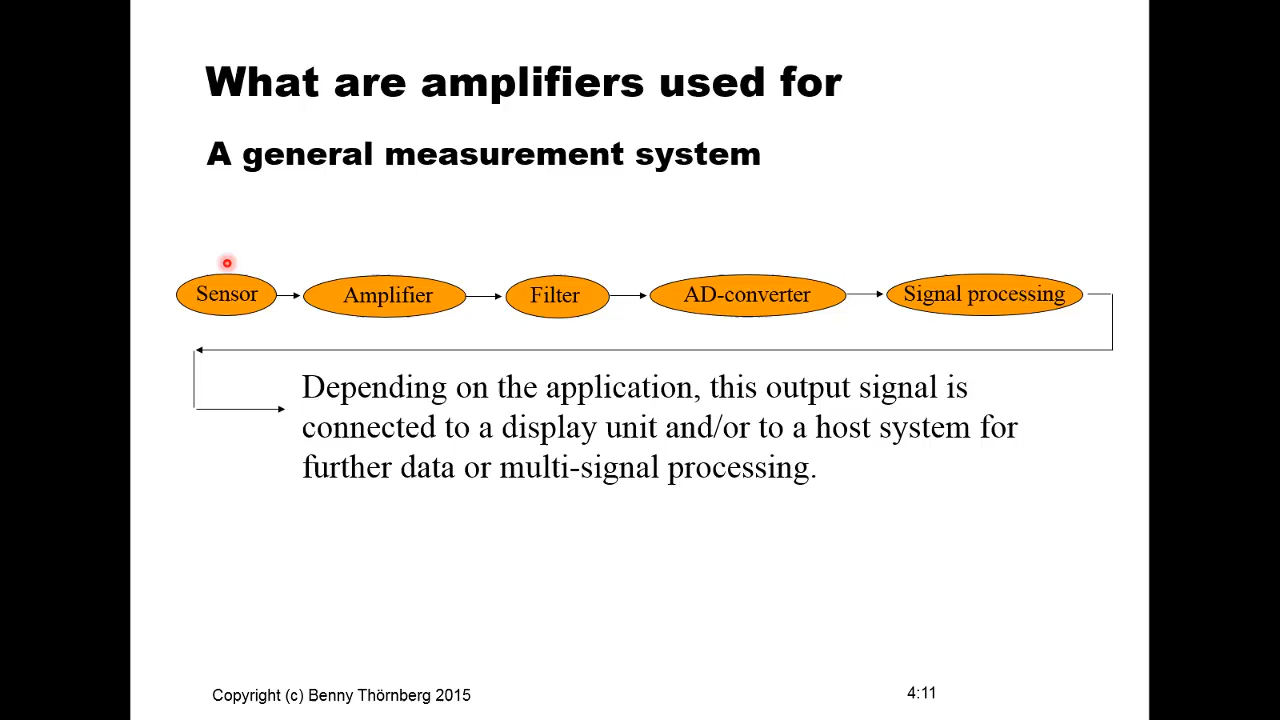 What are amplifiers used for
A general measurement system
Sensor Amplifier Filter AD-converter Signal processing
Depending on the application, this output signal is
connected to a display unit and/or to a host system for
further data or multi-signal processing.
Copyright (c) Benny Thörnberg 2015 4:11